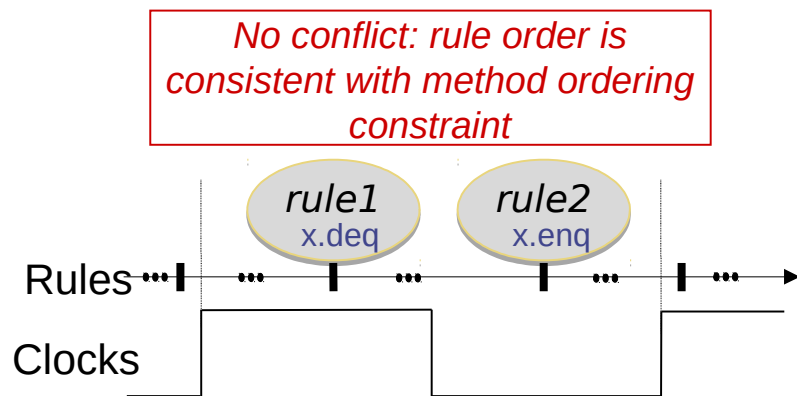 No conflict: rule order is
consistent with method ordering
constraint
rule1
x.deq
rule2
x.enq
Rules
Clocks